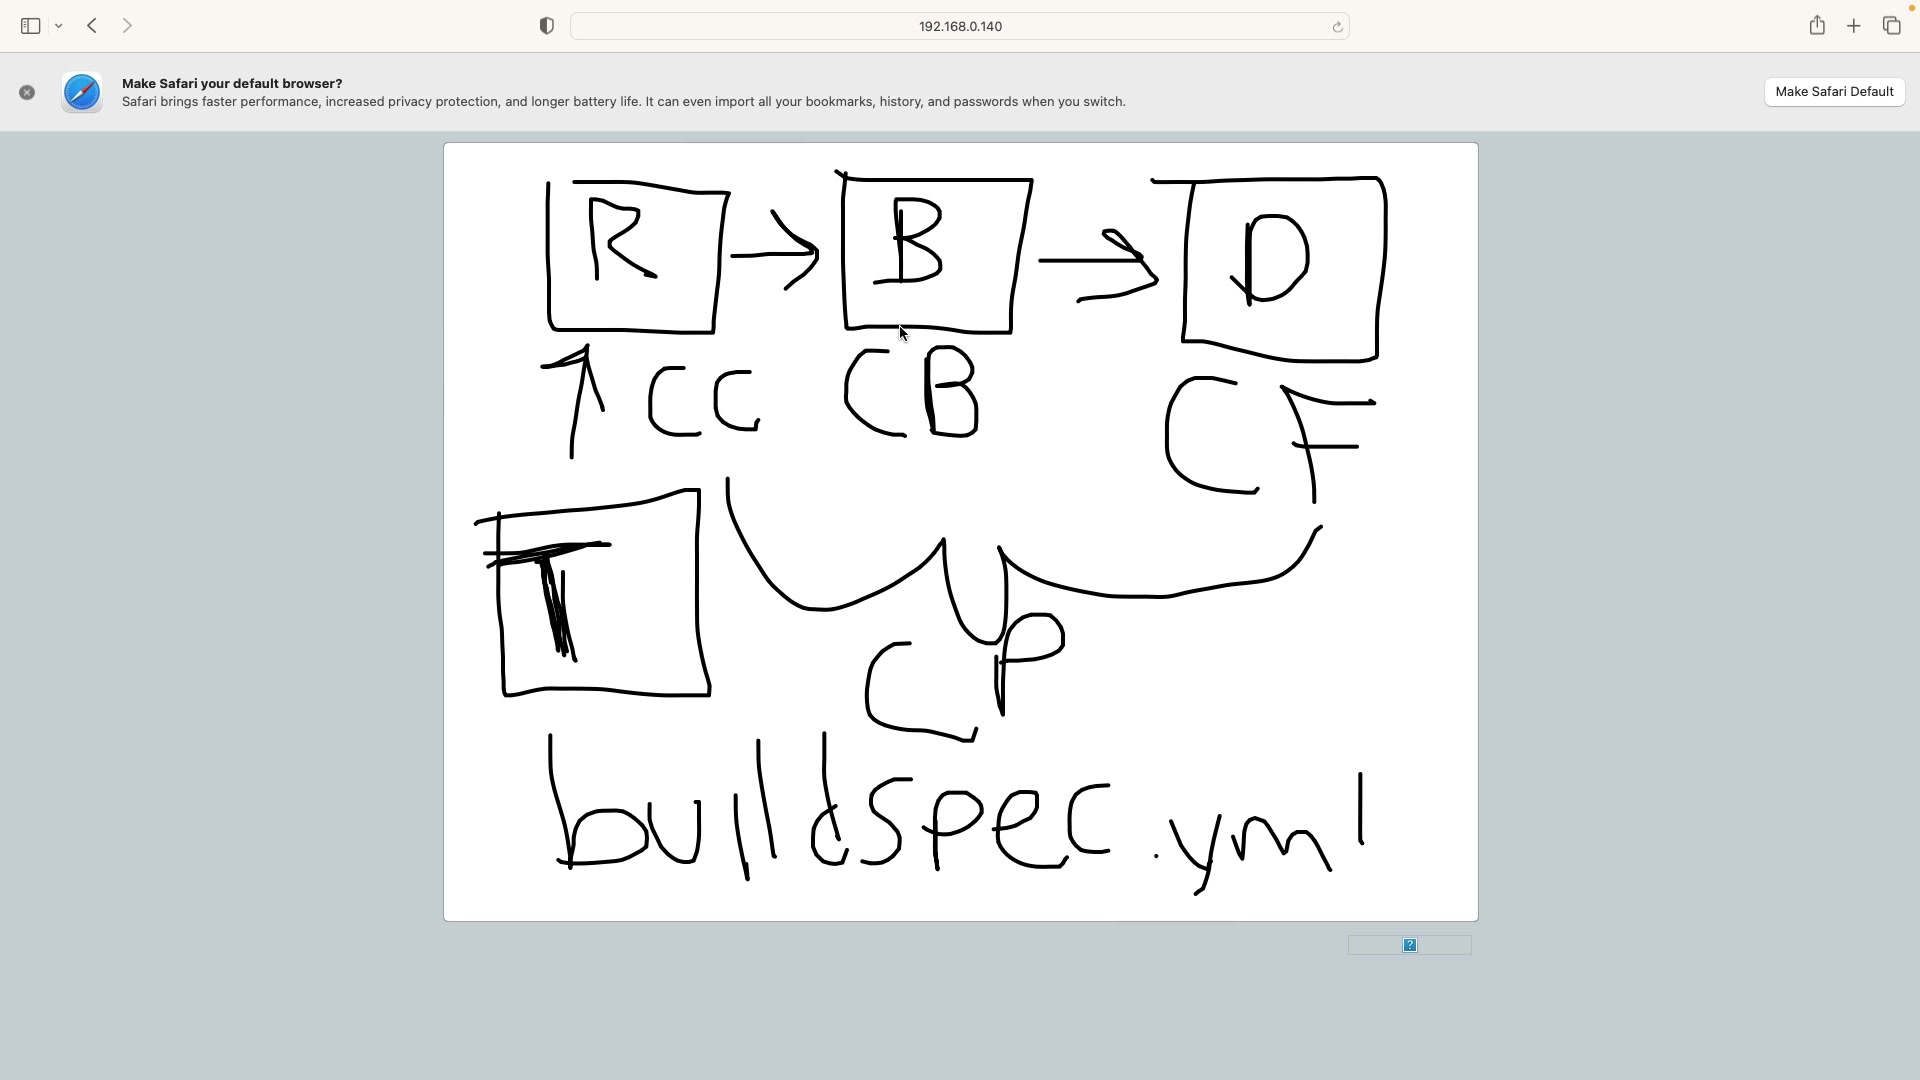 192.168.0.140
Make Safari your default browser?
Safari brings faster performance, increased privacy protection, and longer battery life. It can even import all your bookmarks, history, and passwords when you switch.
Make Safari Default
R B D
CC CB CF
T
CP
buildspec.yml
?